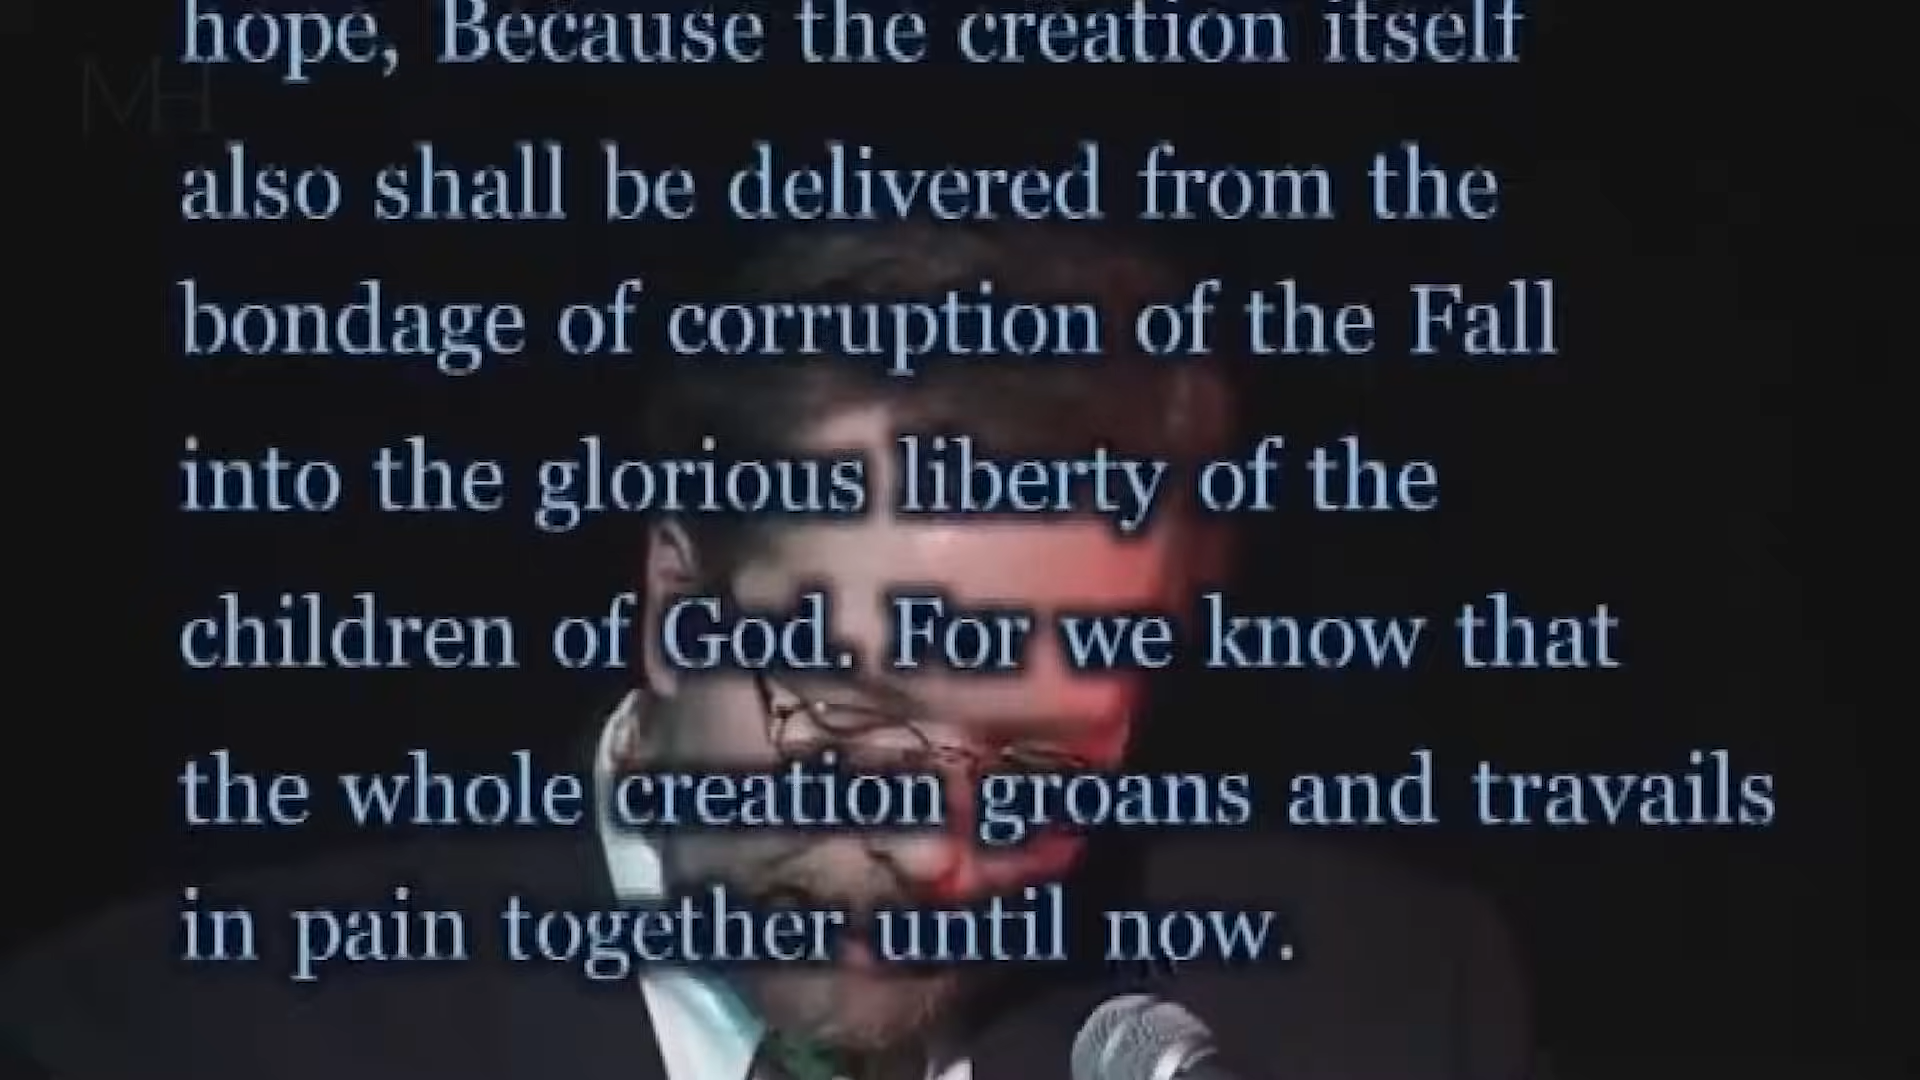 MH
hope, Because the creation itself
also shall be delivered from the
bondage of corruption of the Fall
into the glorious liberty of the
children of God. For we know that
the whole creation groans and travails
in pain together until now.